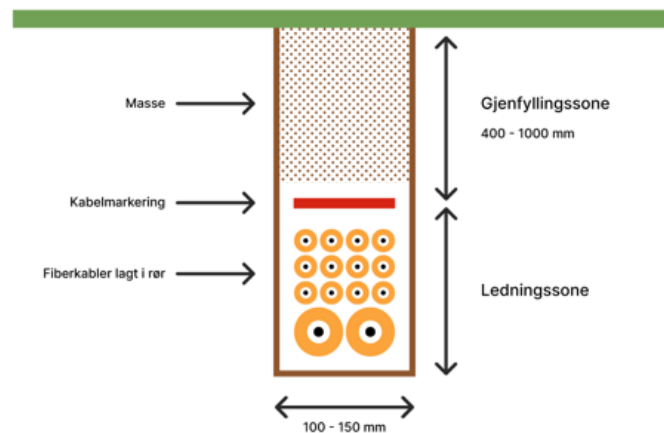 Masse
Gjenfyllingssone
400 - 1000 mm
Kabelmarkering
Fiberkabler lagt i rør
Ledningssone
100 - 150 mm